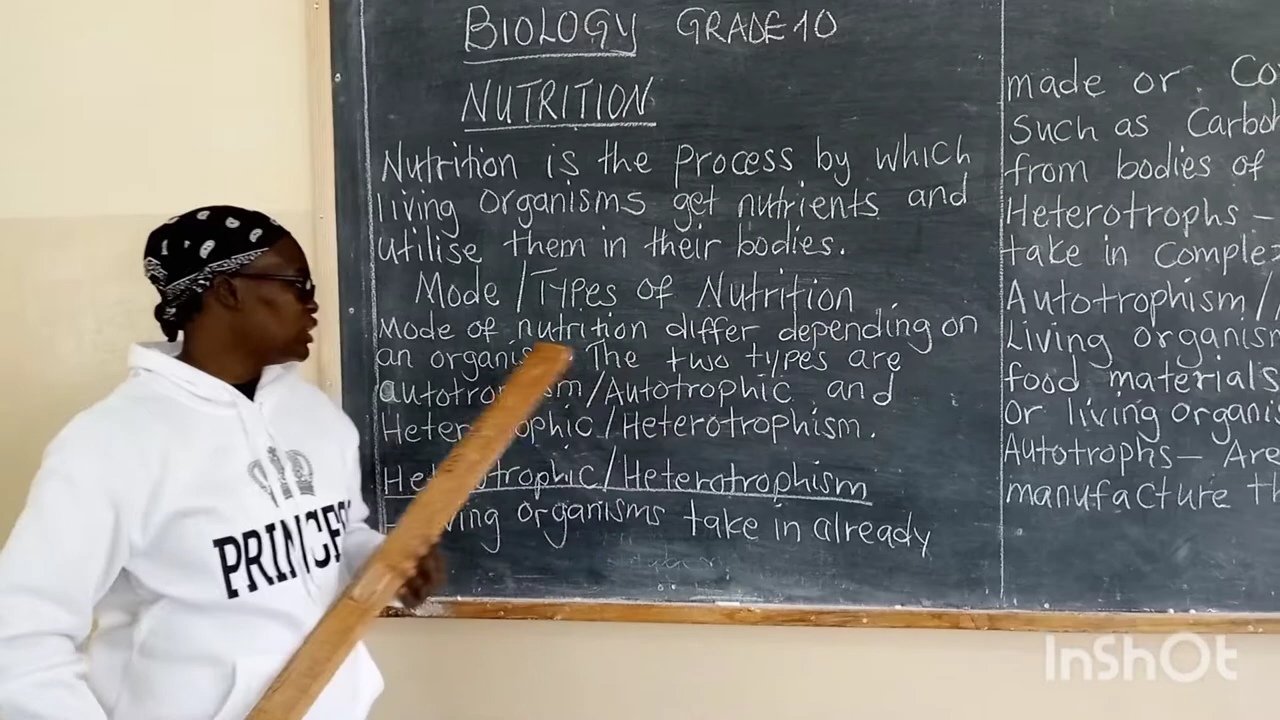 BIOLOGY GRADE 10
NUTRITION
Nutrition is the process by which
living organisms get nutrients and
utilise them in their bodies.
Mode / Types of Nutrition
Mode of nutrition differ depending on
an The two types are
/Autotrophic and
/Heterotrophism.
/Heterotrophism
organisms take in already
made or
Such as
from bodies of
Heterotrophs –
take in
Autotrophism/
Living
food materials
Or living
Autotrophs – Are
manufacture
PRINCESS
InShOt